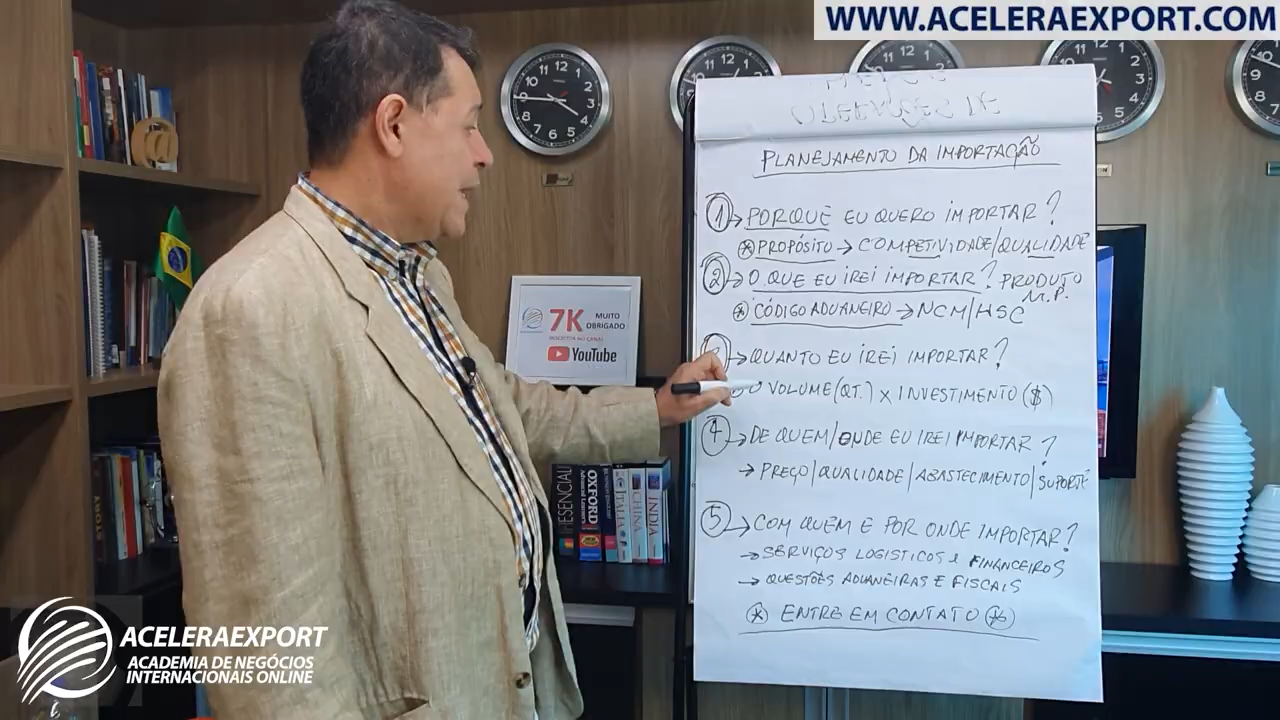 WWW.ACELERAEXPORT.COM
PLANEJAMENTO DA IMPORTAÇÃO
1 → PORQUE EU QUERO IMPORTAR?
* PROPÓSITO → COMPETIVIDADE/QUALIDADE
2 → O QUE EU IREI IMPORTAR? PRODUTO
M.P.
* CÓDIGO ADUANEIRO → NCM/HSC
→ QUANTO EU IREI IMPORTAR?
VOLUME (QT.) X INVESTIMENTO ($)
4 → DE QUEM/ONDE EU IREI IMPORTAR?
→ PREÇO/QUALIDADE/ABASTECIMENTO/SUPORTE
5 → COM QUEM E POR ONDE IMPORTAR?
→ SERVIÇOS LOGISTICOS E FINANCEIROS
→ QUESTÕES ADUANEIRAS E FISCAIS
* ENTRE EM CONTATO *
7K MUITO OBRIGADO
YouTube
OXFORD
ITALIA
CHINA
INDIA
ACELERAEXPORT
ACADEMIA DE NEGÓCIOS
INTERNACIONAIS ONLINE